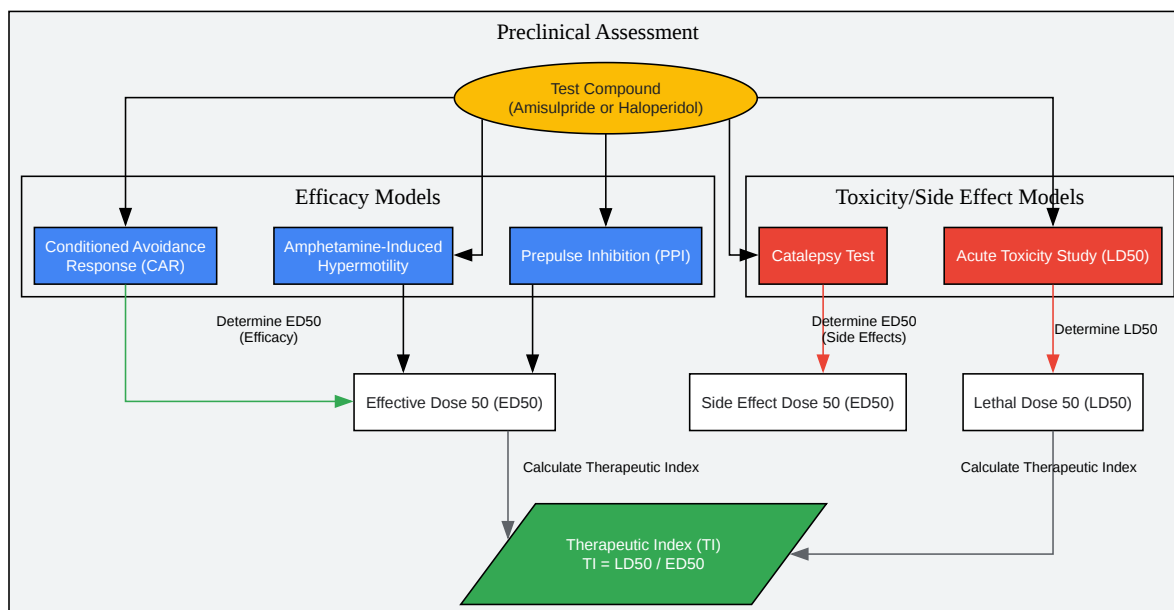 Preclinical Assessment
Test Compound
(Amisulpride or Haloperidol)
Efficacy Models
Toxicity/Side Effect Models
Conditioned Avoidance
Response (CAR)
Amphetamine-Induced
Hypermotility
Prepulse Inhibition (PPI)
Catalepsy Test
Acute Toxicity Study (LD50)
Determine ED50
(Efficacy)
Determine ED50
(Side Effects)
Determine LD50
Effective Dose 50 (ED50)
Side Effect Dose 50 (ED50)
Lethal Dose 50 (LD50)
Calculate Therapeutic Index
Calculate Therapeutic Index
Therapeutic Index (TI)
TI = LD50 / ED50